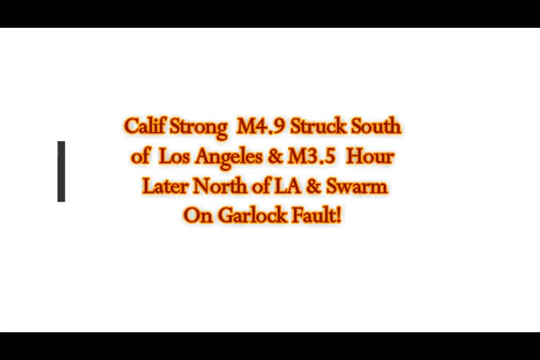 Calif Strong M4.9 Struck South
of Los Angeles & M3.5 Hour
Later North of LA & Swarm
On Garlock Fault!